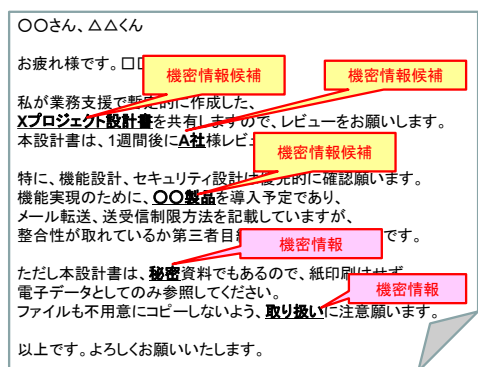 〇〇さん、△△くん
お疲れ様です。□
機密情報候補
機密情報候補
私が業務支援で暫定的に作成した、
Xプロジェクト設計書を共有しますので、レビューをお願いします。
本設計書は、1週間後にA社様レビ
機密情報候補
特に、機能設計、セキュリティ設計は優先的に確認願います。
機能実現のために、〇〇製品を導入予定であり、
メール転送、送受信制限方法を記載していますが、
整合性が取れているか第三者目 です。
機密情報
ただし本設計書は、秘密資料でもあるので、紙印刷はせず
機密情報
電子データとしてのみ参照してください。
ファイルも不用意にコピーしないよう、取り扱いに注意願います。
以上です。よろしくお願いいたします。